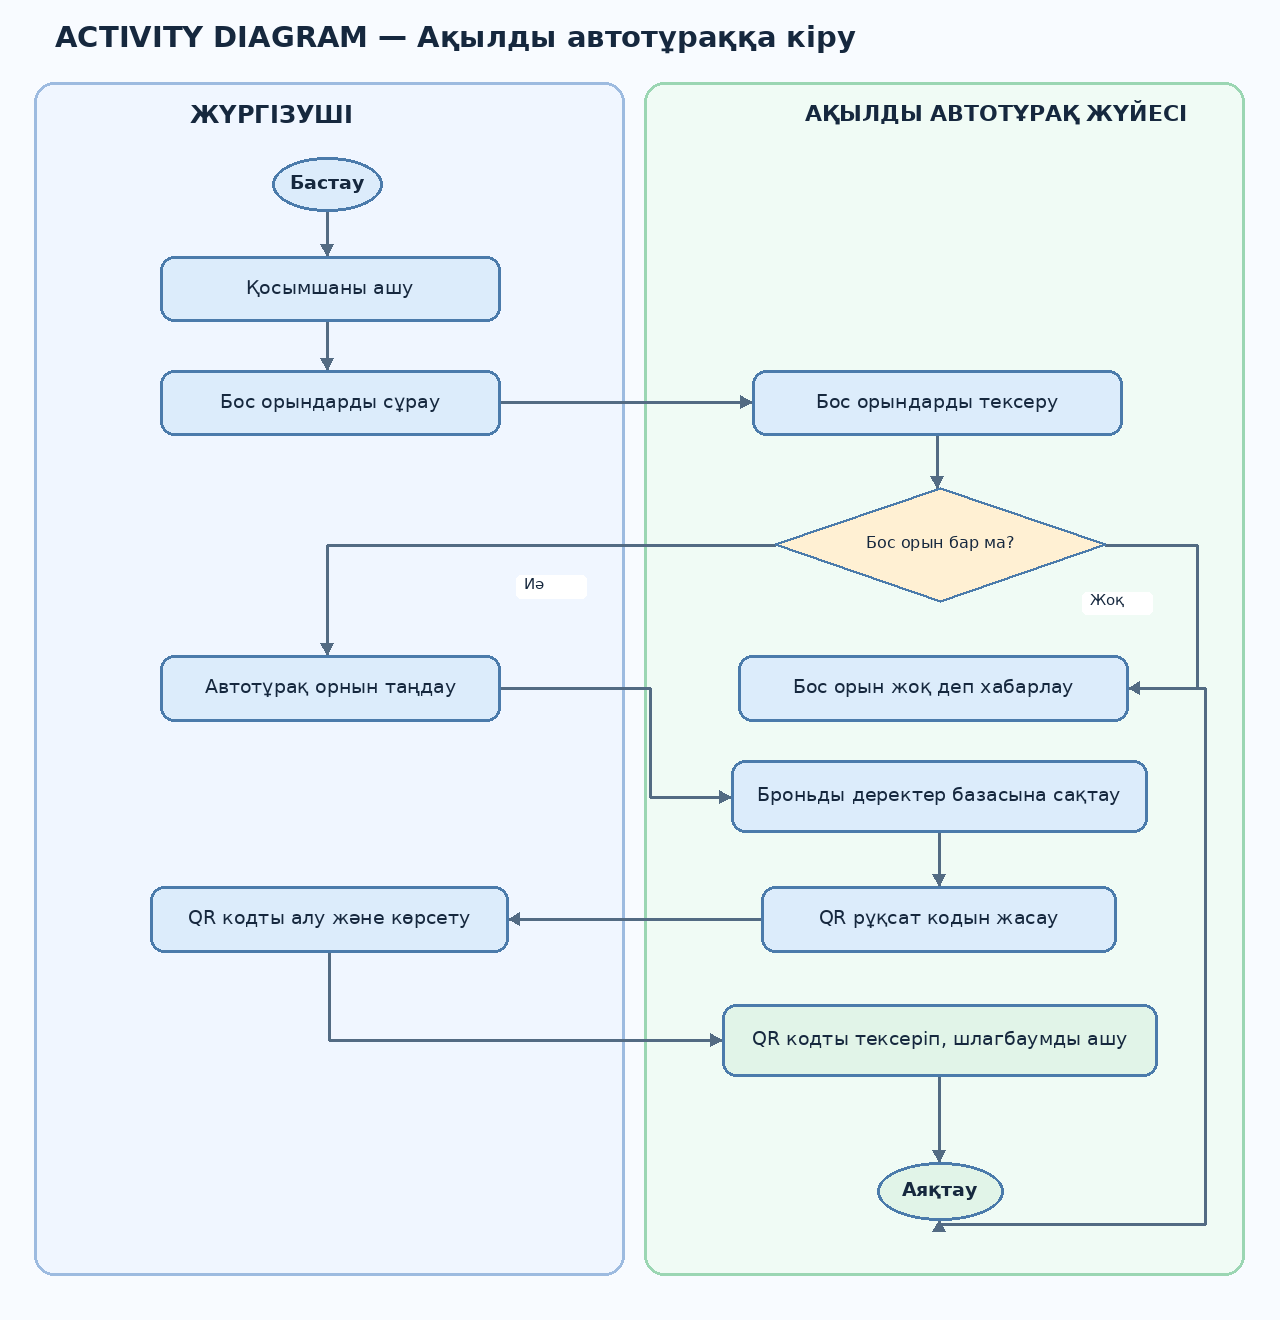 ACTIVITY DIAGRAM — Ақылды автотұраққа кіру
ЖҮРГІЗУШІ
АҚЫЛДЫ АВТОТҰРАҚ ЖҮЙЕСІ
Бастау
Қосымшаны ашу
Бос орындарды сұрау
Бос орындарды тексеру
Бос орын бар ма?
Иә
Жоқ
Автотұрақ орнын таңдау
Бос орын жоқ деп хабарлау
Броньды деректер базасына сақтау
QR кодты алу және көрсету
QR рұқсат кодын жасау
QR кодты тексеріп, шлагбаумды ашу
Аяқтау